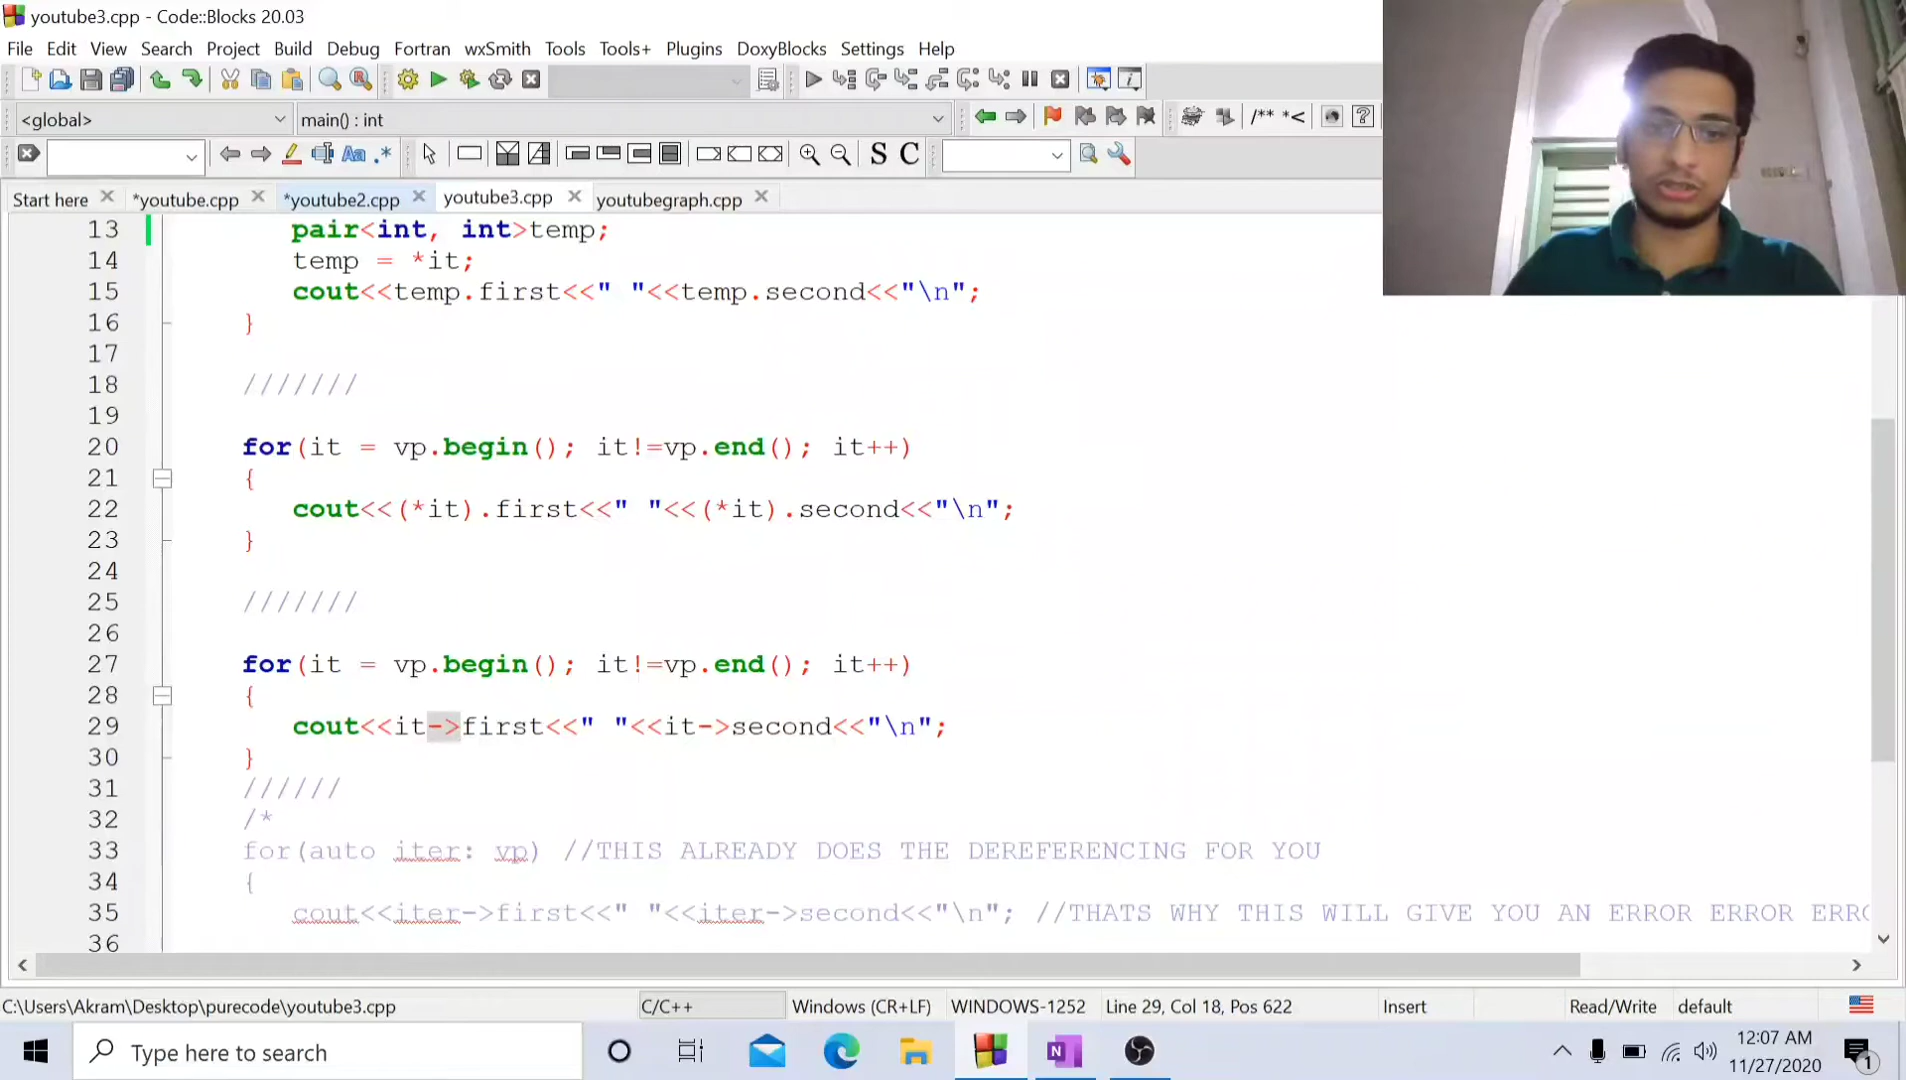 youtube3.cpp - Code::Blocks 20.03
File Edit View Search Project Build Debug Fortran wxSmith Tools Tools+ Plugins DoxyBlocks Settings Help
<global> main() : int /** *<
Aa .* S C
Start here *youtube.cpp *youtube2.cpp youtube3.cpp youtubegraph.cpp
13 pair<int, int>temp;
14 temp = *it;
15 cout<<temp.first<<" "<<temp.second<<"\n";
16 }
17
18 ///////
19
20 for(it = vp.begin(); it!=vp.end(); it++)
21 {
22 cout<<(*it).first<<" "<<(*it).second<<"\n";
23 }
24
25 ///////
26
27 for(it = vp.begin(); it!=vp.end(); it++)
28 {
29 cout<<it->first<<" "<<it->second<<"\n";
30 }
31 //////
32 /*
33 for(auto iter: vp) //THIS ALREADY DOES THE DEREFERENCING FOR YOU
34 {
35 cout<<iter->first<<" "<<iter->second<<"\n"; //THATS WHY THIS WILL GIVE YOU AN ERROR ERROR ERRO
36
C:\Users\Akram\Desktop\purecode\youtube3.cpp C/C++ Windows (CR+LF) WINDOWS-1252 Line 29, Col 18, Pos 622 Insert Read/Write default
Type here to search
12:07 AM
11/27/2020
1